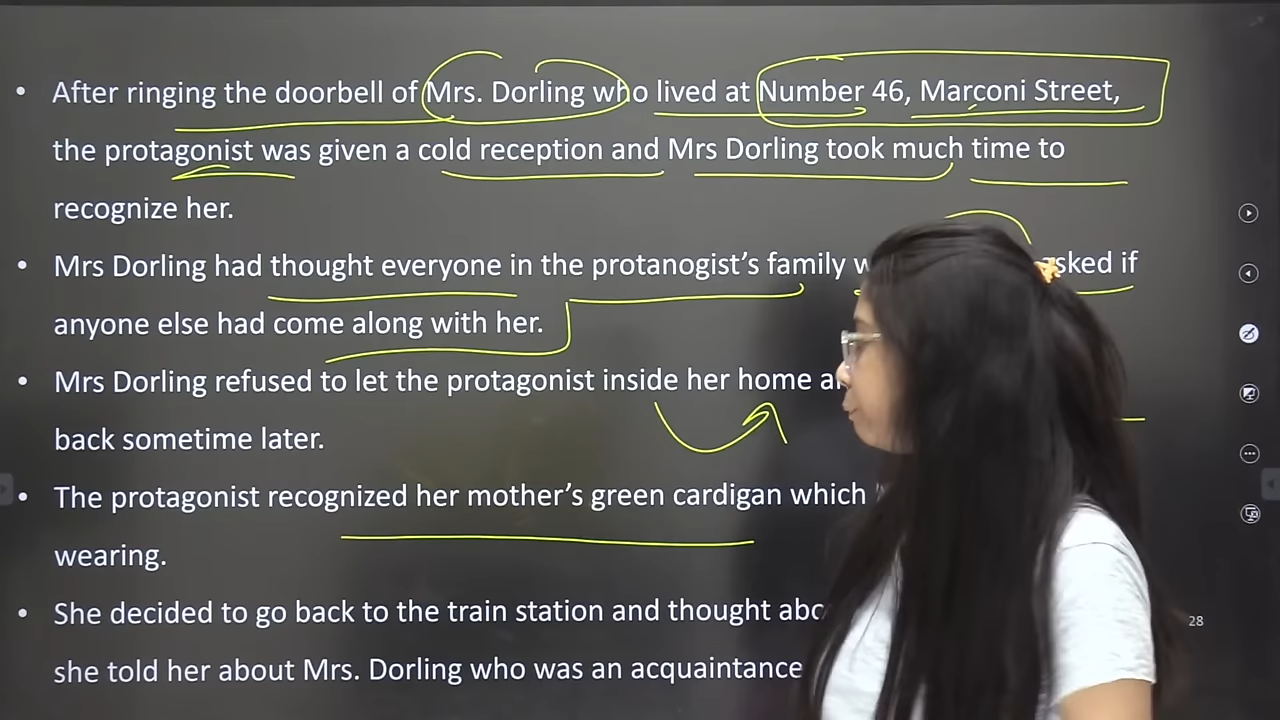 • After ringing the doorbell of Mrs. Dorling who lived at Number 46, Marconi Street,
the protagonist was given a cold reception and Mrs Dorling took much time to
recognize her.
• Mrs Dorling had thought everyone in the protanogist's family asked if
anyone else had come along with her.
• Mrs Dorling refused to let the protagonist inside her home
back sometime later.
• The protagonist recognized her mother's green cardigan which
wearing.
• She decided to go back to the train station and thought
she told her about Mrs. Dorling who was an acquaintance
28